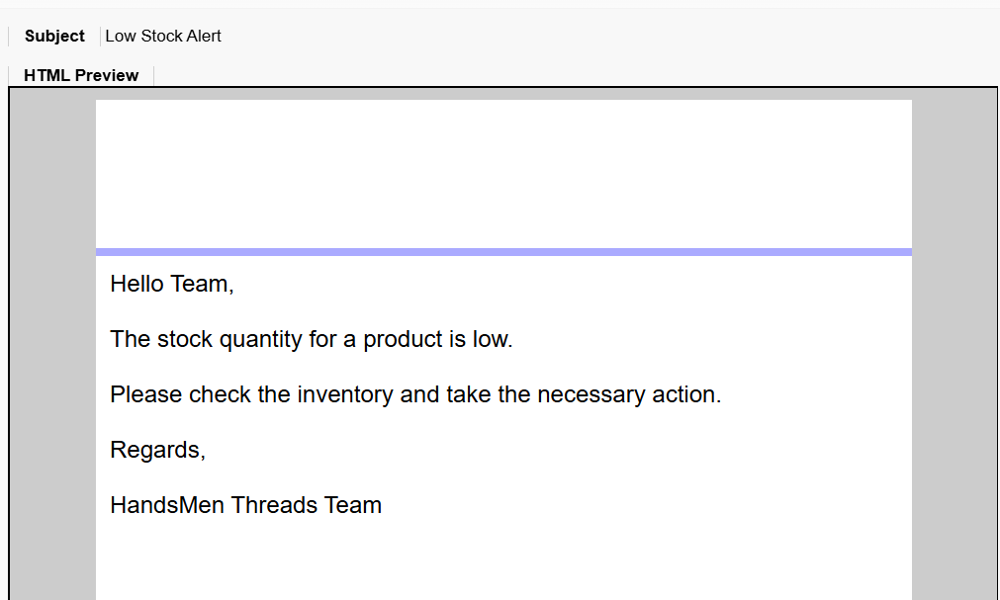 Subject Low Stock Alert
HTML Preview
Hello Team,
The stock quantity for a product is low.
Please check the inventory and take the necessary action.
Regards,
HandsMen Threads Team